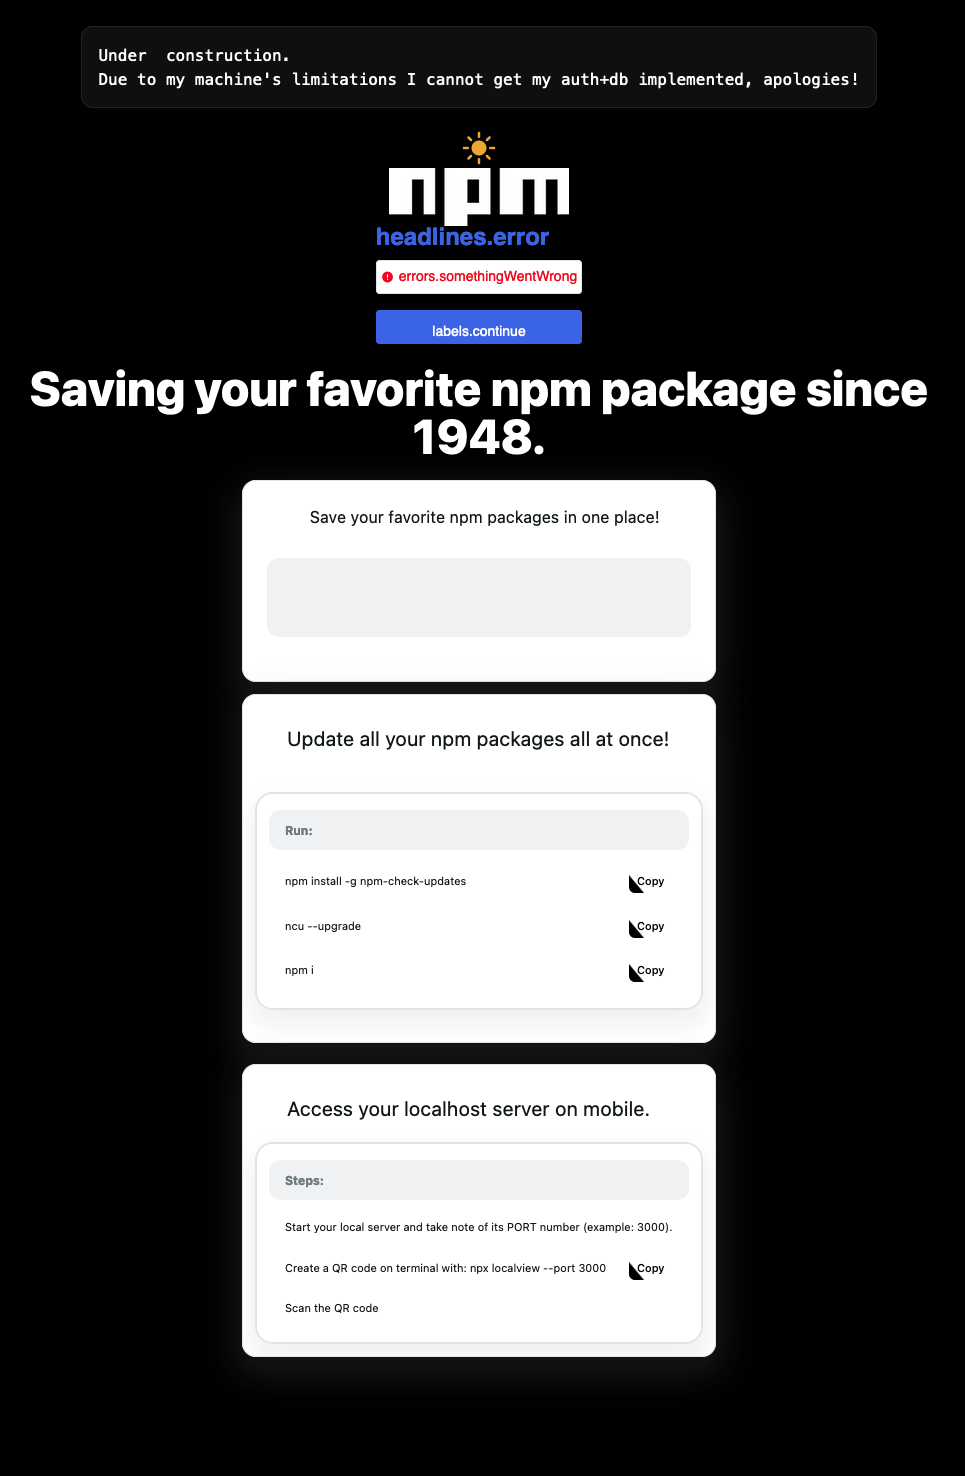 Under  construction.
Due to my machine's limitations I cannot get my auth+db implemented, apologies!
npm
headlines.error
errors.somethingWentWrong
labels.continue
Saving your favorite npm package since
1948.
Save your favorite npm packages in one place!
Update all your npm packages all at once!
Run:
npm install -g npm-check-updates
Copy
ncu --upgrade
Copy
npm i
Copy
Access your localhost server on mobile.
Steps:
Start your local server and take note of its PORT number (example: 3000).
Create a QR code on terminal with: npx localview --port 3000
Copy
Scan the QR code